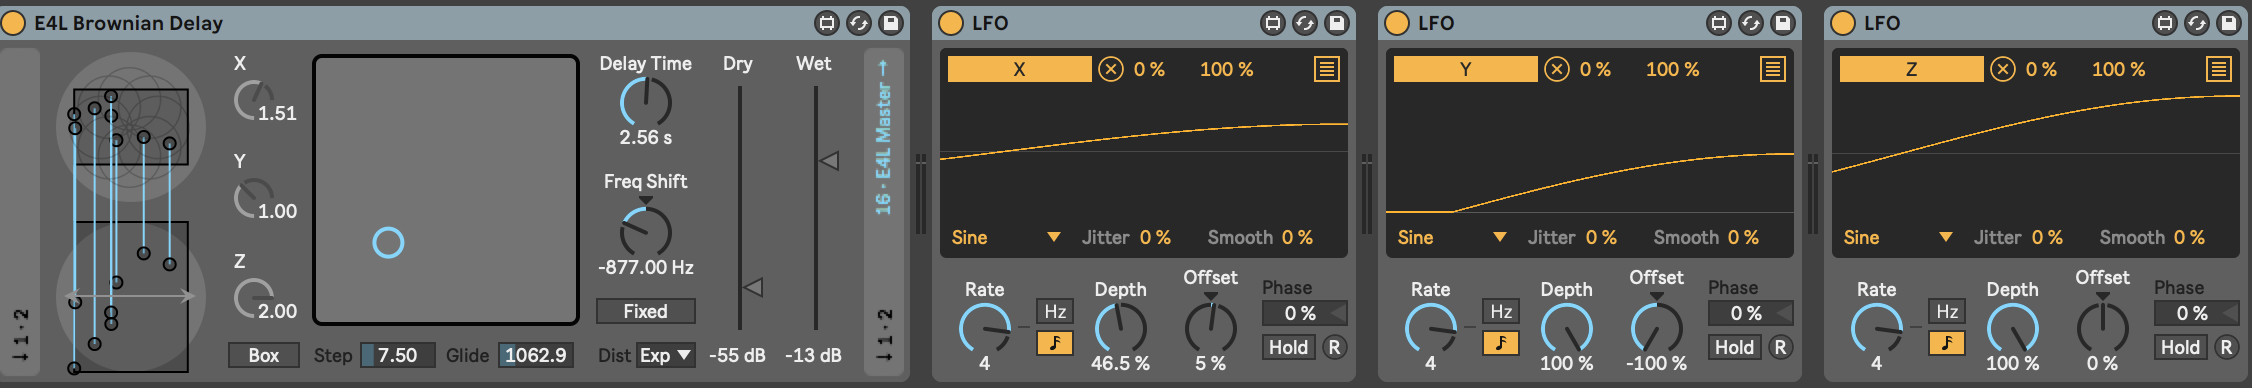 E4L Brownian Delay
X
1.51
Y
1.00
Z
2.00
Box
Step 7.50 Glide 1062.9
Delay Time
2.56 s
Freq Shift
-877.00 Hz
Fixed
Dist Exp
Dry
-55 dB
Wet
-13 dB
1 · 2
16 · E4L Master
1 · 2
LFO
X 0 % 100 %
Sine Jitter 0 % Smooth 0 %
Rate
4
Hz
Depth
46.5 %
Offset
5 %
Phase
0 %
Hold R
LFO
Y 0 % 100 %
Sine Jitter 0 % Smooth 0 %
Rate
4
Hz
Depth
100 %
Offset
-100 %
Phase
0 %
Hold R
LFO
Z 0 % 100 %
Sine Jitter 0 % Smooth 0 %
Rate
4
Hz
Depth
100 %
Offset
0 %
Phase
0 %
Hold R